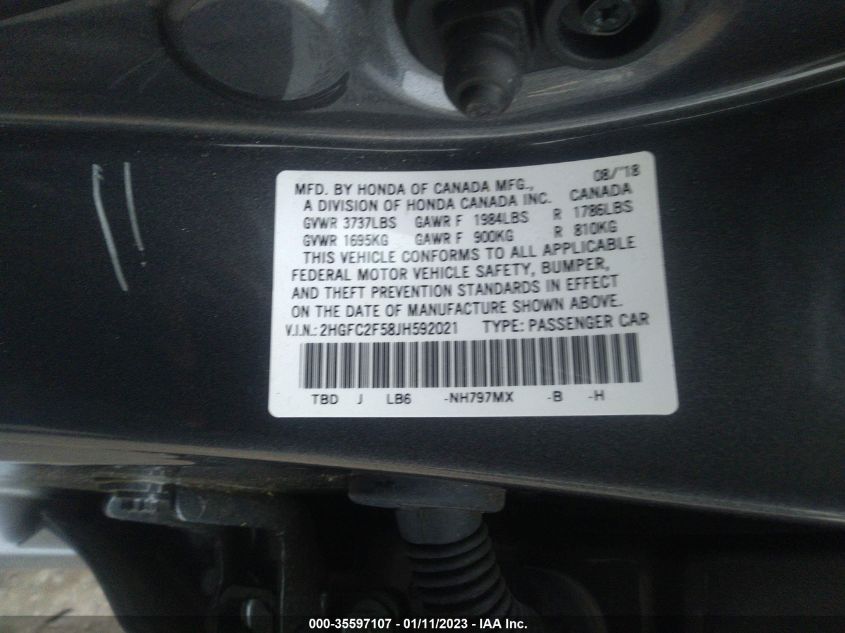 08/'18
MFD. BY HONDA OF CANADA MFG.,
A DIVISION OF HONDA CANADA INC. CANADA
GVWR 3737LBS GAWR F 1984LBS R 1786LBS
GVWR 1695KG GAWR F 900KG R 810KG
THIS VEHICLE CONFORMS TO ALL APPLICABLE
FEDERAL MOTOR VEHICLE SAFETY, BUMPER,
AND THEFT PREVENTION STANDARDS IN EFFECT
ON THE DATE OF MANUFACTURE SHOWN ABOVE.
V.I.N.: 2HGFC2F58JH592021 TYPE: PASSENGER CAR
TBD J LB6 -NH797MX -B -H
000-35597107 - 01/11/2023 - IAA Inc.